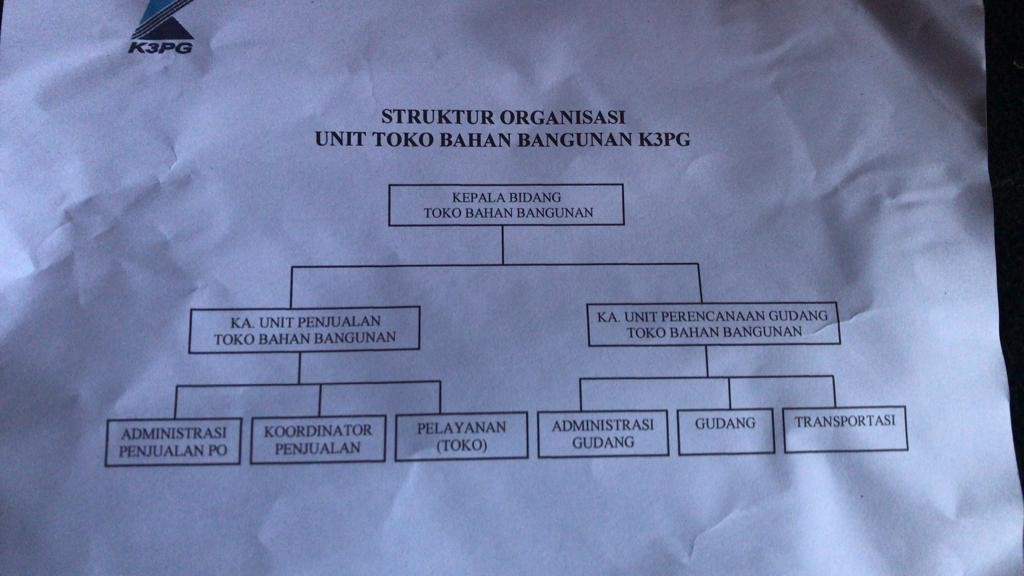 K3PG
STRUKTUR ORGANISASI
UNIT TOKO BAHAN BANGUNAN K3PG
KEPALA BIDANG
TOKO BAHAN BANGUNAN
KA. UNIT PENJUALAN
TOKO BAHAN BANGUNAN
KA. UNIT PERENCANAAN GUDANG
TOKO BAHAN BANGUNAN
ADMINISTRASI
PENJUALAN PO
KOORDINATOR
PENJUALAN
PELAYANAN
(TOKO)
ADMINISTRASI
GUDANG
GUDANG
TRANSPORTASI